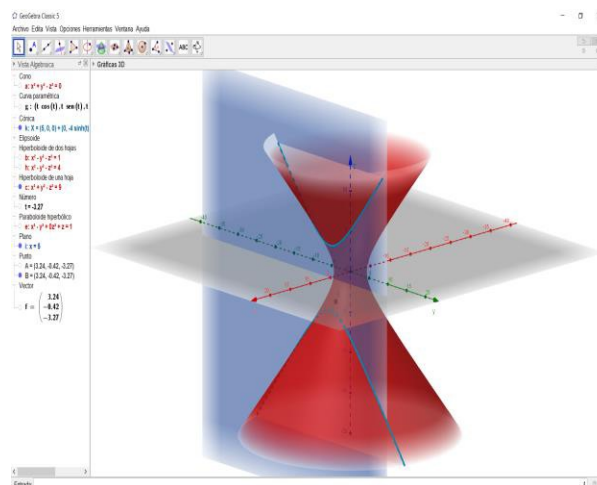 GeoGebra Classic 5
Archivo Edita Vista Opciones Herramientas Ventana Ayuda
ABC
Vista Algebraica
Gráficas 3D
Cono
a: x² + y² - z² = 0
Curva paramétrica
g : (t cos(t), t sen(t), t
Cónica
k: X = (5, 0, 0) + (0, -4 sinh(t)
Elipsoide
Hiperboloide de dos hojas
b: x² - y² - z² = 1
h: x² - y² - z² = 4
Hiperboloide de una hoja
c: x² + y² - z² = 9
Número
t = -3.27
Paraboloide hiperbólico
e: x² - y² + 0z² + z = 1
Plano
Punto
A = (3.24, -0.42, -3.27)
B = (3.24, -0.42, -3.27)
Vector
f = ( 3.24
-0.42
-3.27 )
y
Entrada